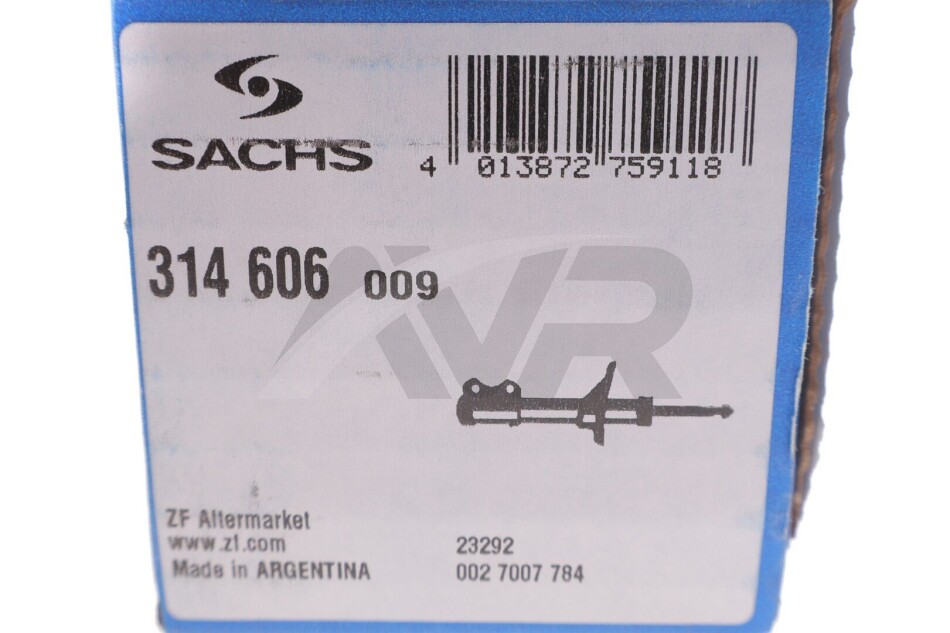 SACHS
4 013872 759118
314 606 009
AVR
ZF Aftermarket
www.zf.com
Made in ARGENTINA
23292
002 7007 784